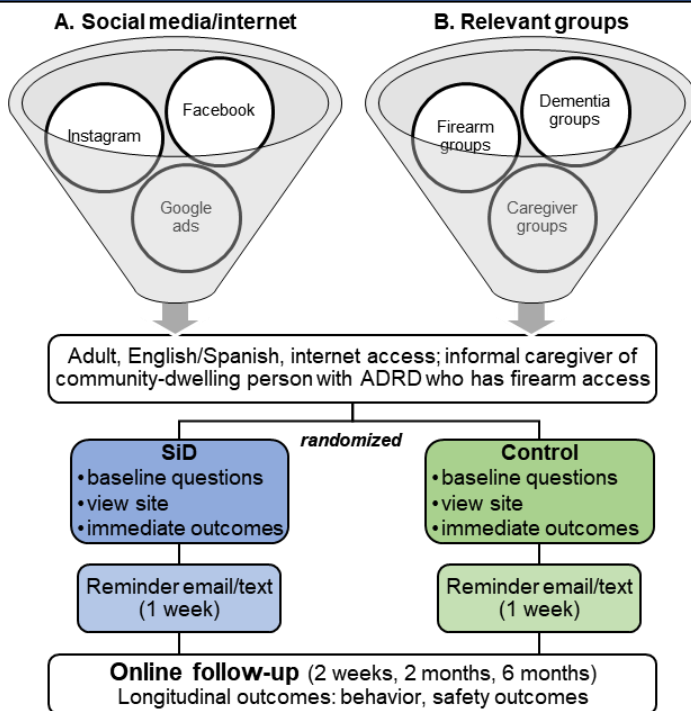 A. Social media/internet
B. Relevant groups
Instagram
Facebook
Google
ads
Firearm
groups
Dementia
groups
Caregiver
groups
Adult, English/Spanish, internet access; informal caregiver of
community-dwelling person with ADRD who has firearm access
randomized
SiD
• baseline questions
• view site
• immediate outcomes
Control
• baseline questions
• view site
• immediate outcomes
Reminder email/text
(1 week)
Reminder email/text
(1 week)
Online follow-up (2 weeks, 2 months, 6 months)
Longitudinal outcomes: behavior, safety outcomes